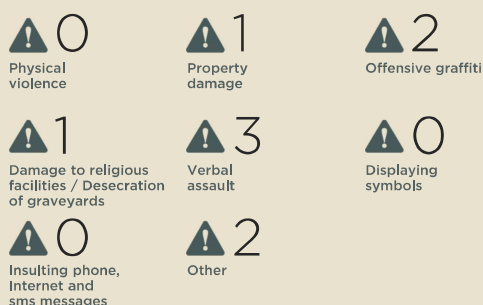 0
Physical
violence
1
Property
damage
2
Offensive graffiti
1
Damage to religious
facilities / Desecration
of graveyards
3
Verbal
assault
0
Displaying
symbols
0
Insulting phone,
Internet and
sms messages
2
Other